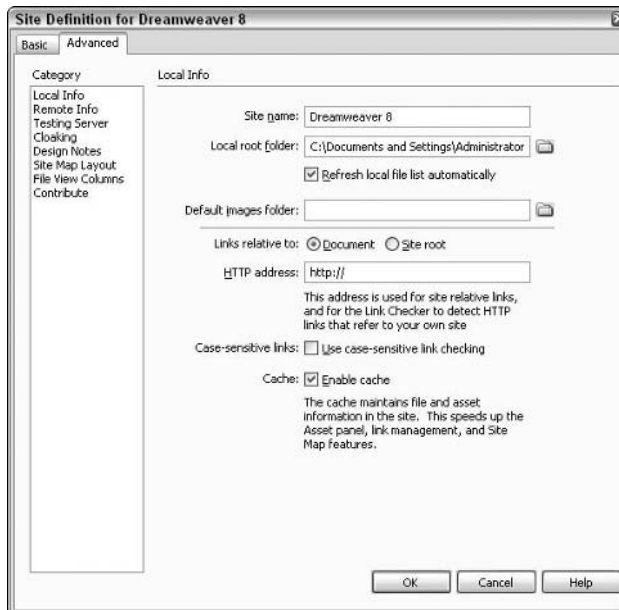 Site Definition for Dreamweaver 8
Basic
Advanced
Category
Local Info
Remote Info
Testing Server
Cloaking
Design Notes
Site Map Layout
File View Columns
Contribute
Local Info
Site name: Dreamweaver 8
Local root folder: C:\Documents and Settings\Administrator
Refresh local file list automatically
Default images folder:
Links relative to: Document Site root
HTTP address: http://
This address is used for site relative links,
and for the Link Checker to detect HTTP
links that refer to your own site
Case-sensitive links: Use case-sensitive link checking
Cache: Enable cache
The cache maintains file and asset
information in the site. This speeds up the
Asset panel, link management, and Site
Map features.
OK Cancel Help